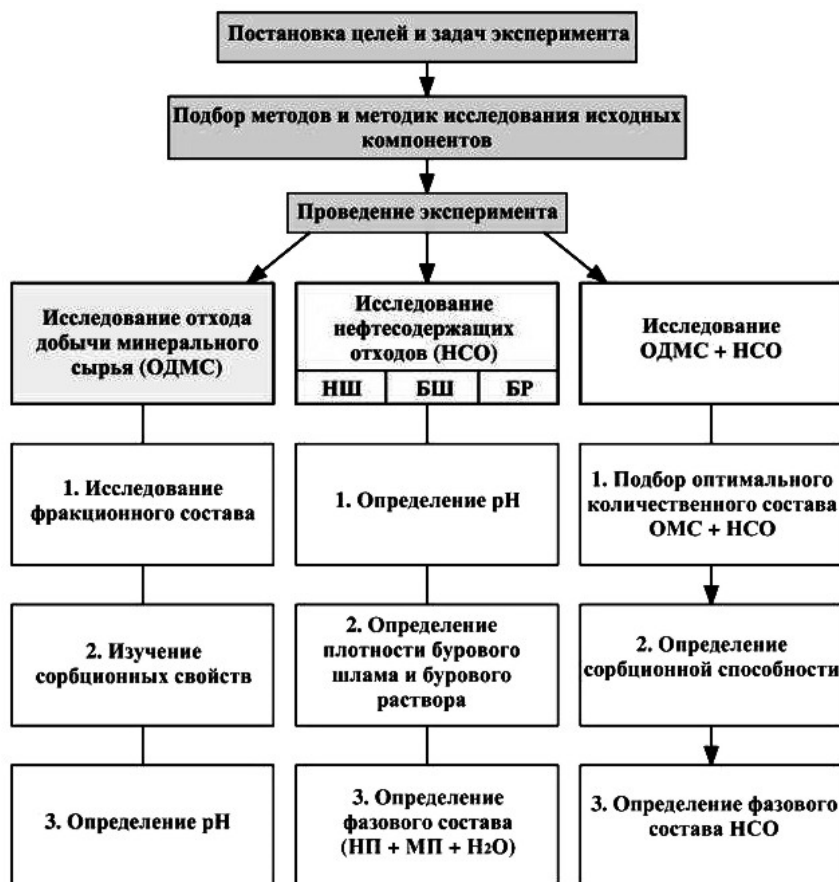 Постановка целей и задач эксперимента
Подбор методов и методик исследования исходных
компонентов
Проведение эксперимента
Исследование отхода
добычи минерального
сырья (ОДМС)
Исследование
нефтесодержащих
отходов (НСО)
НШ БШ БР
Исследование
ОДМС + НСО
1. Исследование
фракционного состава
1. Определение pH
1. Подбор оптимального
количественного состава
ОМС + НСО
2. Изучение
сорбционных свойств
2. Определение
плотности бурового
шлама и бурового
раствора
2. Определение
сорбционной способности
3. Определение pH
3. Определение
фазового состава
(НП + МП + H2O)
3. Определение фазового
состава НСО